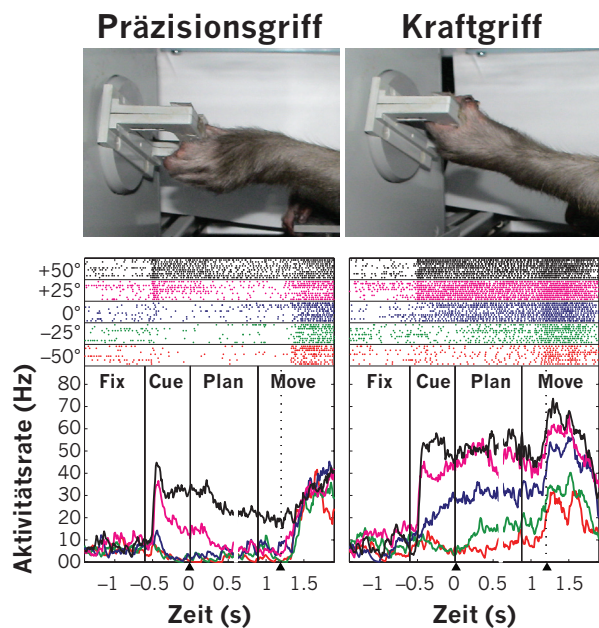 Präzisionsgriff Kraftgriff
+50°
+25°
0°
−25°
−50°
Fix Cue Plan Move Fix Cue Plan Move
Aktivitätsrate (Hz)
80
70
60
50
40
30
20
10
00
−1 −0.5 0 0.5 1 1.5 −1 −0.5 0 0.5 1 1.5
Zeit (s) Zeit (s)